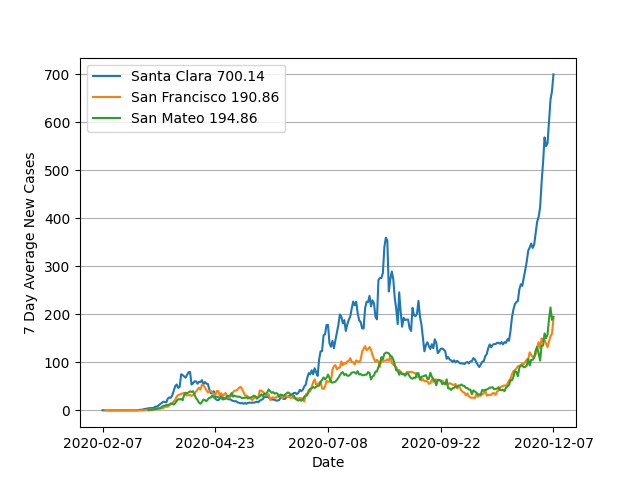 Santa Clara 700.14
San Francisco 190.86
San Mateo 194.86
700
600
500
400
300
200
100
0
7 Day Average New Cases
2020-02-07 2020-04-23 2020-07-08 2020-09-22 2020-12-07
Date